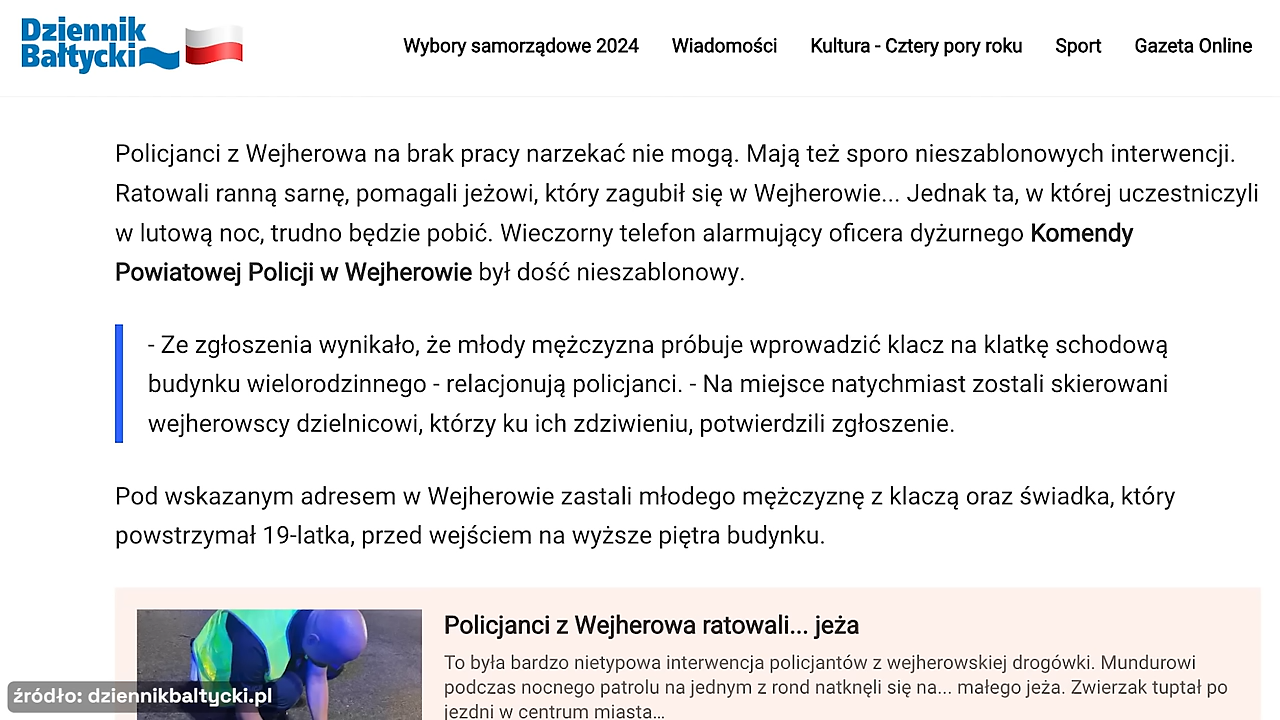 Dziennik
Bałtycki
Wybory samorządowe 2024 Wiadomości Kultura - Cztery pory roku Sport Gazeta Online
Policjanci z Wejherowa na brak pracy narzekać nie mogą. Mają też sporo nieszablonowych interwencji.
Ratowali ranną sarnę, pomagali jeżowi, który zagubił się w Wejherowie... Jednak ta, w której uczestniczyli
w lutową noc, trudno będzie pobić. Wieczorny telefon alarmujący oficera dyżurnego Komendy
Powiatowej Policji w Wejherowie był dość nieszablonowy.
- Ze zgłoszenia wynikało, że młody mężczyzna próbuje wprowadzić klacz na klatkę schodową
budynku wielorodzinnego - relacjonują policjanci. - Na miejsce natychmiast zostali skierowani
wejherowscy dzielnicowi, którzy ku ich zdziwieniu, potwierdzili zgłoszenie.
Pod wskazanym adresem w Wejherowie zastali młodego mężczyznę z klaczą oraz świadka, który
powstrzymał 19-latka, przed wejściem na wyższe piętra budynku.
Policjanci z Wejherowa ratowali... jeża
To była bardzo nietypowa interwencja policjantów z wejherowskiej drogówki. Mundurowi
podczas nocnego patrolu na jednym z rond natknęli się na... małego jeża. Zwierzak tuptał po
jezdni w centrum miasta...
źródło: dziennikbaltycki.pl